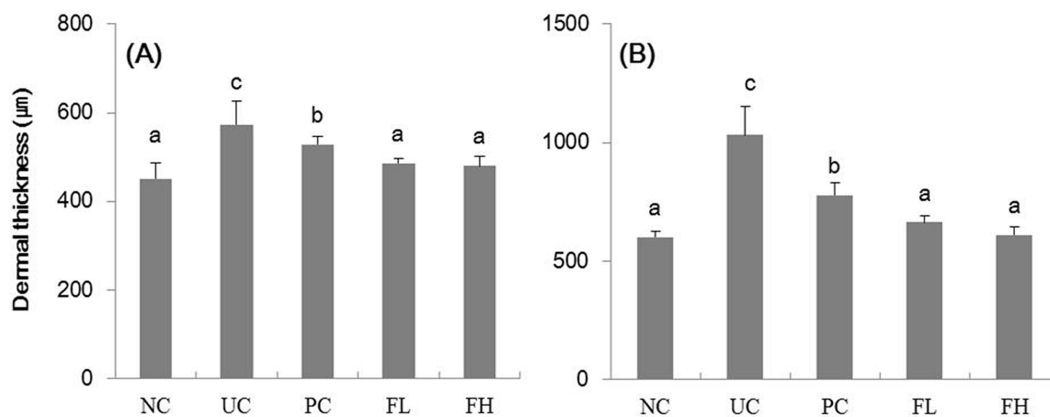 Dermal thickness (㎛)
(A)
800
600
400
200
0
a
c
b
a
a
NC UC PC FL FH
(B)
1500
1000
500
0
a
c
b
a
a
NC UC PC FL FH